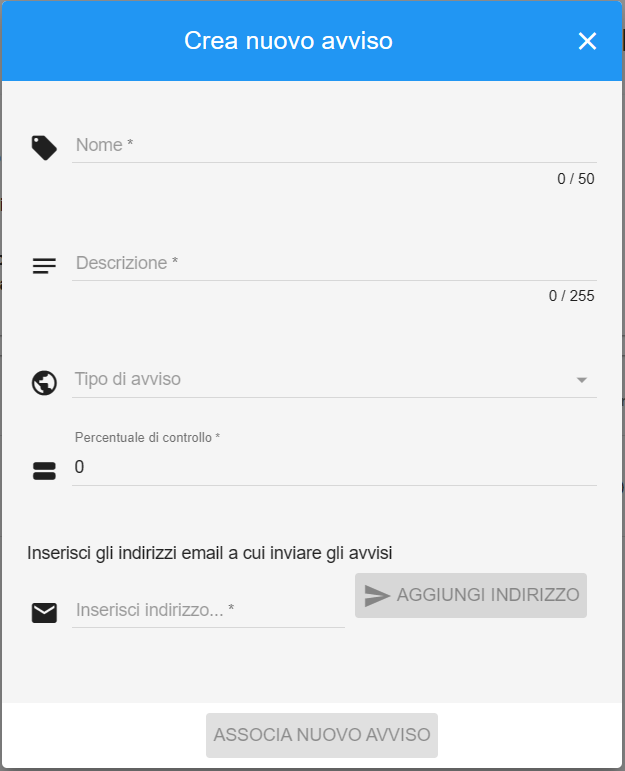 Crea nuovo avviso
Nome *
0 / 50
Descrizione *
0 / 255
Tipo di avviso
Percentuale di controllo *
0
Inserisci gli indirizzi email a cui inviare gli avvisi
Inserisci indirizzo... *
AGGIUNGI INDIRIZZO
ASSOCIA NUOVO AVVISO